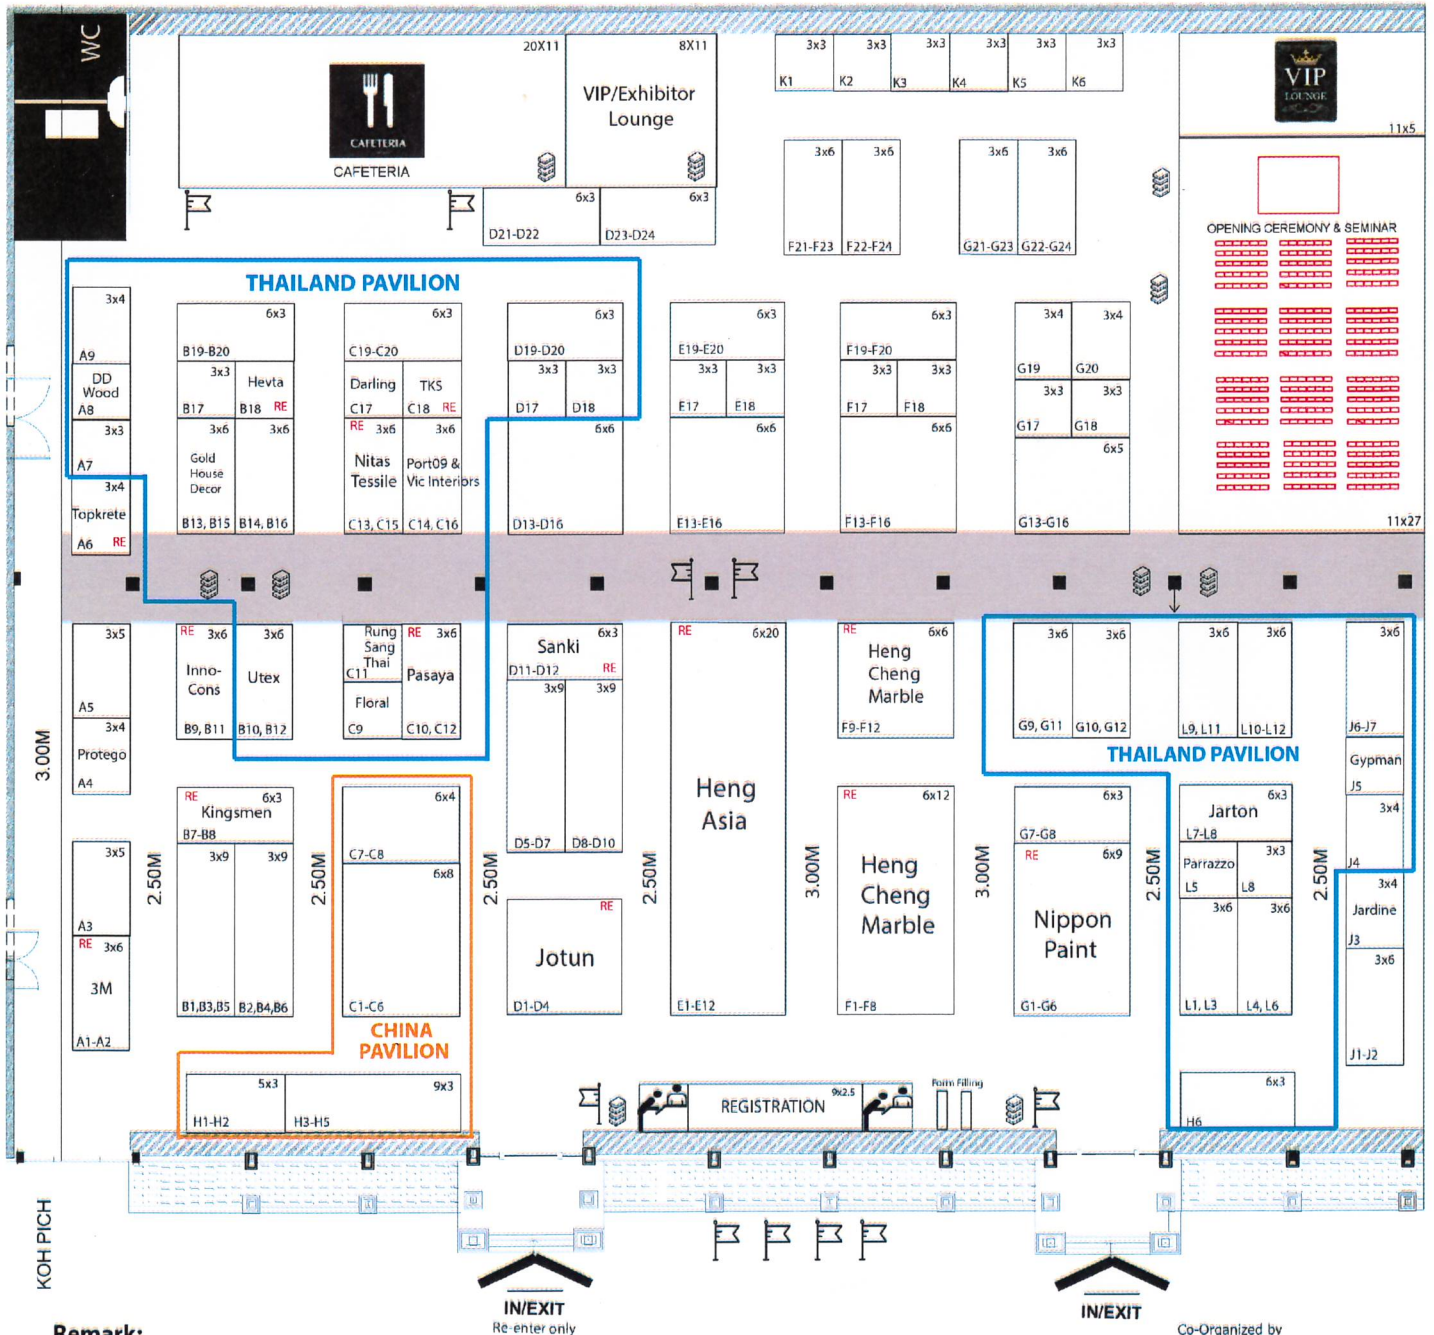 WC
20X11
CAFETERIA
CAFETERIA
8X11
VIP/Exhibitor
Lounge
3x3
K1
3x3
K2
3x3
K3
3x3
K4
3x3
K5
3x3
K6
VIP
LOUNGE
11x5
6x3
D21-D22
6x3
D23-D24
3x6
F21-F23
3x6
F22-F24
3x6
G21-G23
3x6
G22-G24
OPENING CEREMONY & SEMINAR
11x27
THAILAND PAVILION
3x4
A9
DD
Wood
A8
3x3
A7
3x4
Topkrete
A6 RE
6x3
B19-B20
3x3
B17
Hevta
B18 RE
3x6
Gold
House
Decor
B13, B15
3x6
B14, B16
6x3
C19-C20
Darling
C17
TKS
C18 RE
RE 3x6
Nitas
Tessile
C13, C15
3x6
Port09 &
Vic Interiors
C14, C16
6x3
D19-D20
3x3
D17
3x3
D18
6x6
D13-D16
6x3
E19-E20
3x3
E17
3x3
E18
6x6
E13-E16
6x3
F19-F20
3x3
F17
3x3
F18
6x6
F13-F16
3x4
G19
3x4
G20
3x3
G17
3x3
G18
6x5
G13-G16
3x5
A5
3x4
Protego
A4
3x5
A3
RE 3x6
3M
A1-A2
RE 3x6
Inno-
Cons
B9, B11
3x6
Utex
B10, B12
Rung
Sang
Thai
C11
Floral
C9
RE 3x6
Pasaya
C10, C12
Sanki 6x3
D11-D12 RE
3x9
D5-D7
3x9
D8-D10
RE 6x20
Heng
Asia
E1-E12
RE 6x6
Heng
Cheng
Marble
F9-F12
3x6
G9, G11
3x6
G10, G12
3x6
L9, L11
3x6
L10-L12
3x6
J6-J7
THAILAND PAVILION
Gypman
J5
3x4
J4
3x4
Jardine
J3
3x6
J1-J2
RE 6x3
Kingsmen
B7-B8
3x9
B1,B3,B5
3x9
B2,B4,B6
6x4
C7-C8
6x8
C1-C6
CHINA
PAVILION
RE
Jotun
D1-D4
RE 6x12
Heng
Cheng
Marble
F1-F8
6x3
G7-G8
RE 6x9
Nippon
Paint
G1-G6
6x3
Jarton
L7-L8
Parrazzo
L5
3x3
L8
3x6
L1, L3
3x6
L4, L6
3.00M
2.50M
2.50M
2.50M
2.50M
3.00M
3.00M
2.50M
2.50M
5x3
H1-H2
9x3
H3-H5
REGISTRATION
9x2.5
Form Filling
6x3
H6
KOH PICH
IN/EXIT
Re-enter only
IN/EXIT
Remark:
Co-Organized by